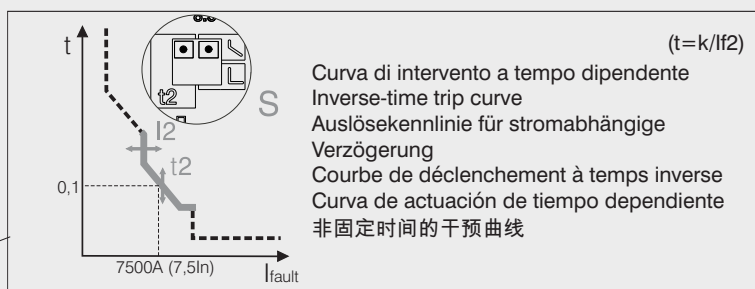 (t=k/If2)
Curva di intervento a tempo dipendente
Inverse-time trip curve
Auslösekennlinie für stromabhängige
Verzögerung
Courbe de déclenchement à temps inverse
Curva de actuación de tiempo dependiente
非固定时间的干预曲线
t
t2
S
I2
t2
0,1
7500A (7,5In)
Ifault